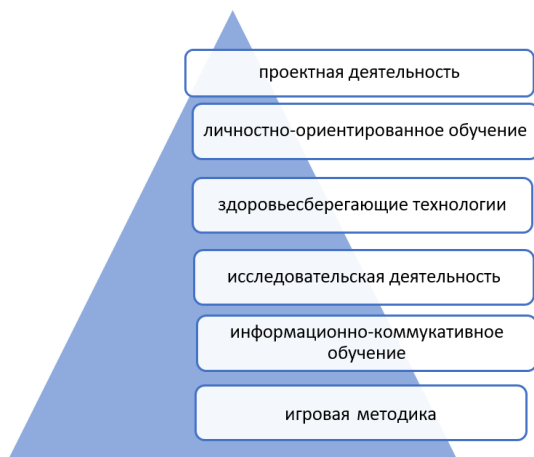 проектная деятельность
личностно-ориентированное обучение
здоровьесберегающие технологии
исследовательская деятельность
информационно-коммукативное
обучение
игровая методика